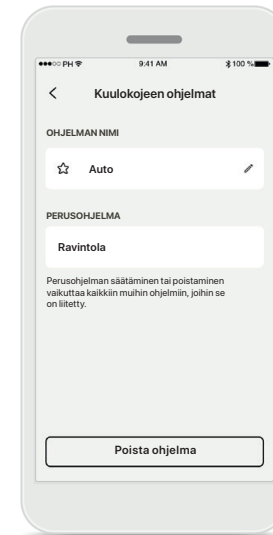 PH 9:41 AM 100 %
Kuulokojeen ohjelmat
OHJELMAN NIMI
Auto
PERUSOHJELMA
Ravintola
Perusohjelman säätäminen tai poistaminen
vaikuttaa kaikkiin muihin ohjelmiin, joihin se
on liitetty.
Poista ohjelma